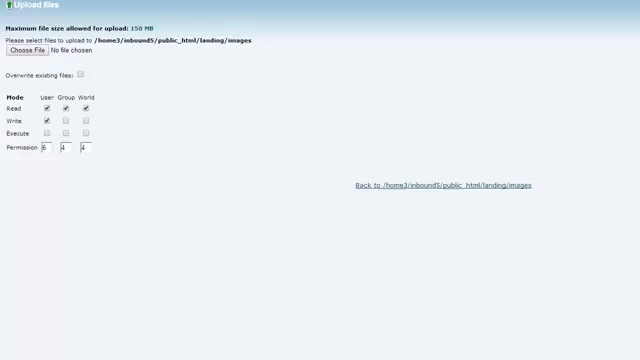 Upload files
Maximum file size allowed for upload: 150 MB
Please select files to upload to /home3/inbound5/public_html/landing/images
Choose File No file chosen
Overwrite existing files:
Mode User Group World
Read
Write
Execute
Permission 6 4 4
Back to /home3/inbound5/public_html/landing/images